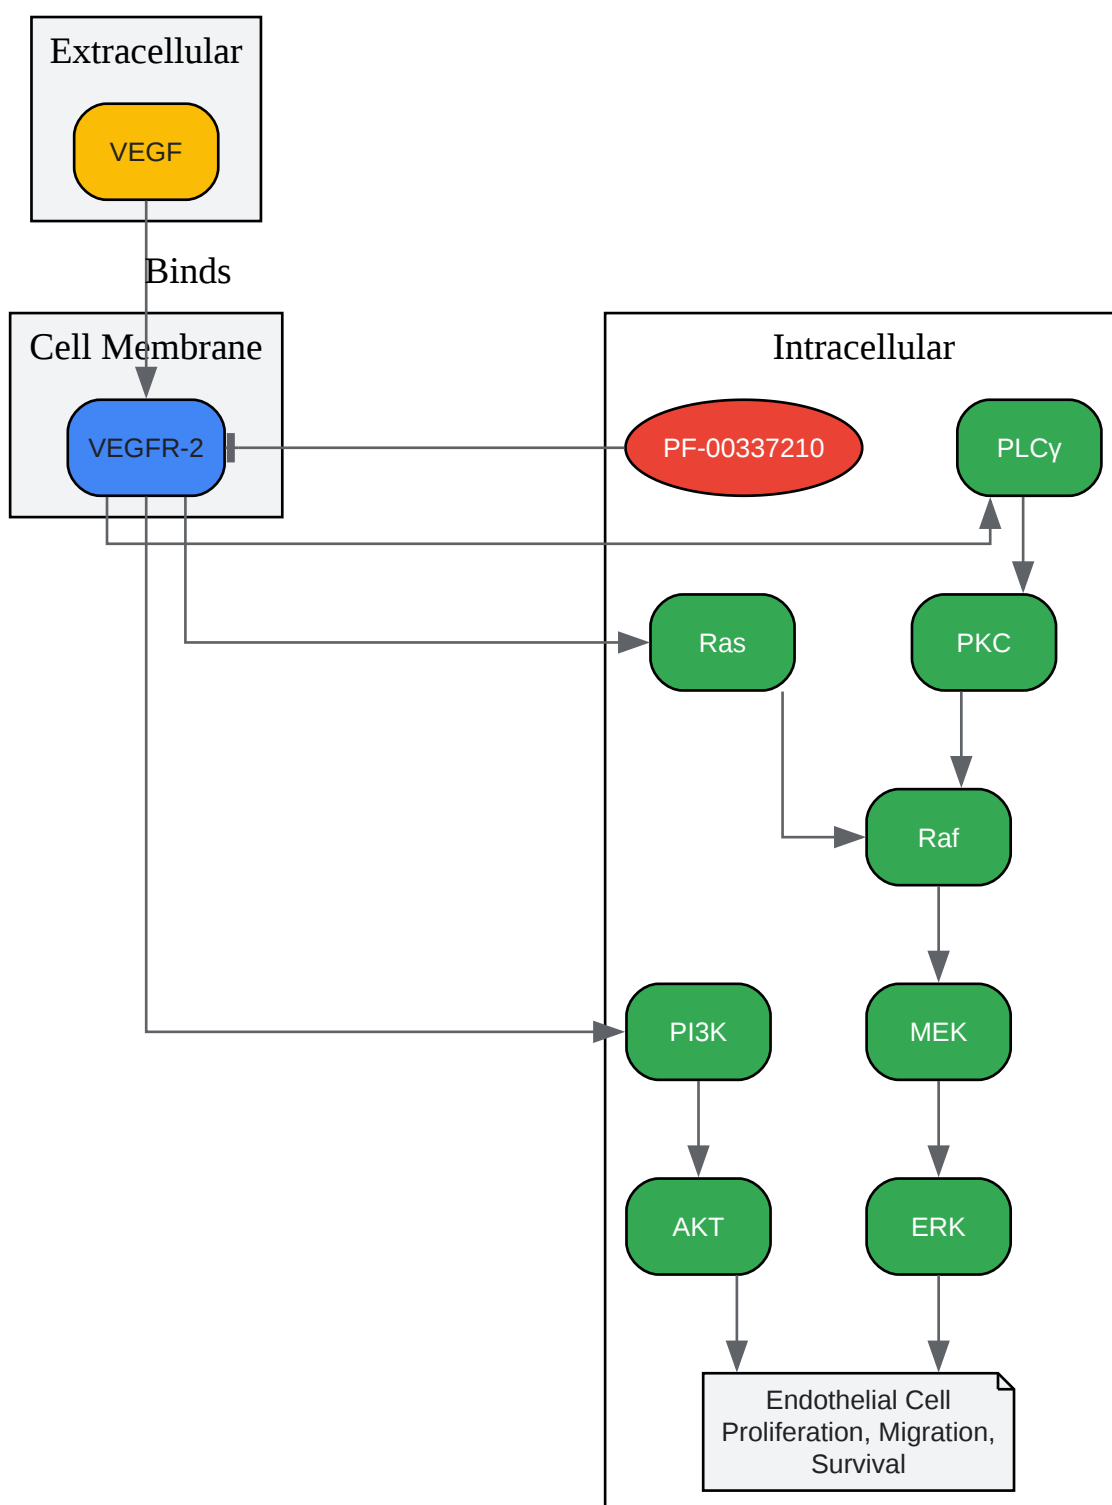 Extracellular
VEGF
Binds
Cell Membrane
Intracellular
VEGFR-2
PF-00337210
PLCγ
Ras
PKC
Raf
PI3K
MEK
AKT
ERK
Endothelial Cell
Proliferation, Migration,
Survival